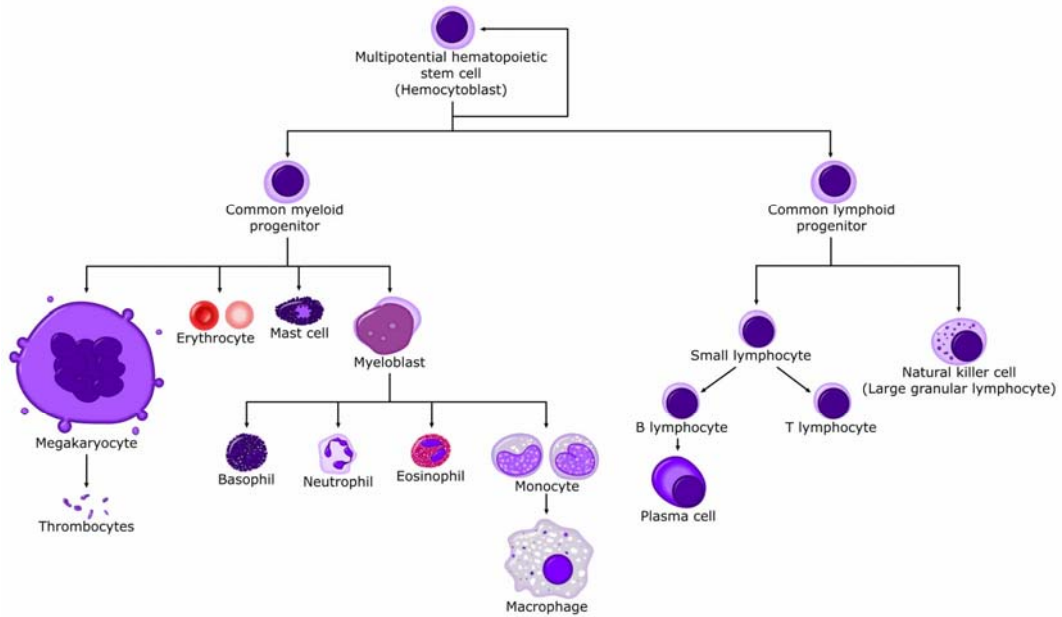 Multipotential hematopoietic
stem cell
(Hemocytoblast)
Common myeloid
progenitor
Common lymphoid
progenitor
Erythrocyte
Mast cell
Myeloblast
Small lymphocyte
Natural killer cell
(Large granular lymphocyte)
Megakaryocyte
B lymphocyte
T lymphocyte
Basophil
Neutrophil
Eosinophil
Monocyte
Thrombocytes
Plasma cell
Macrophage